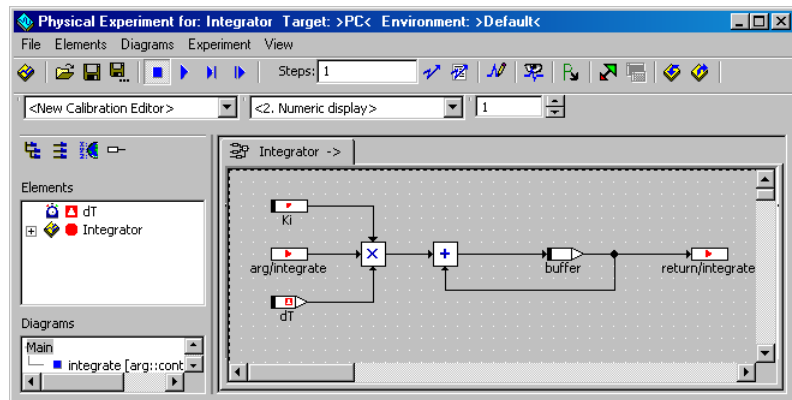 Physical Experiment for: Integrator Target: >PC< Environment: >Default<
File Elements Diagrams Experiment View
Steps: 1
<New Calibration Editor> <2. Numeric display> 1
Integrator ->
Elements
dT
Integrator
Ki
arg/integrate
buffer
return/integrate
dT
Diagrams
Main
integrate [arg::cont